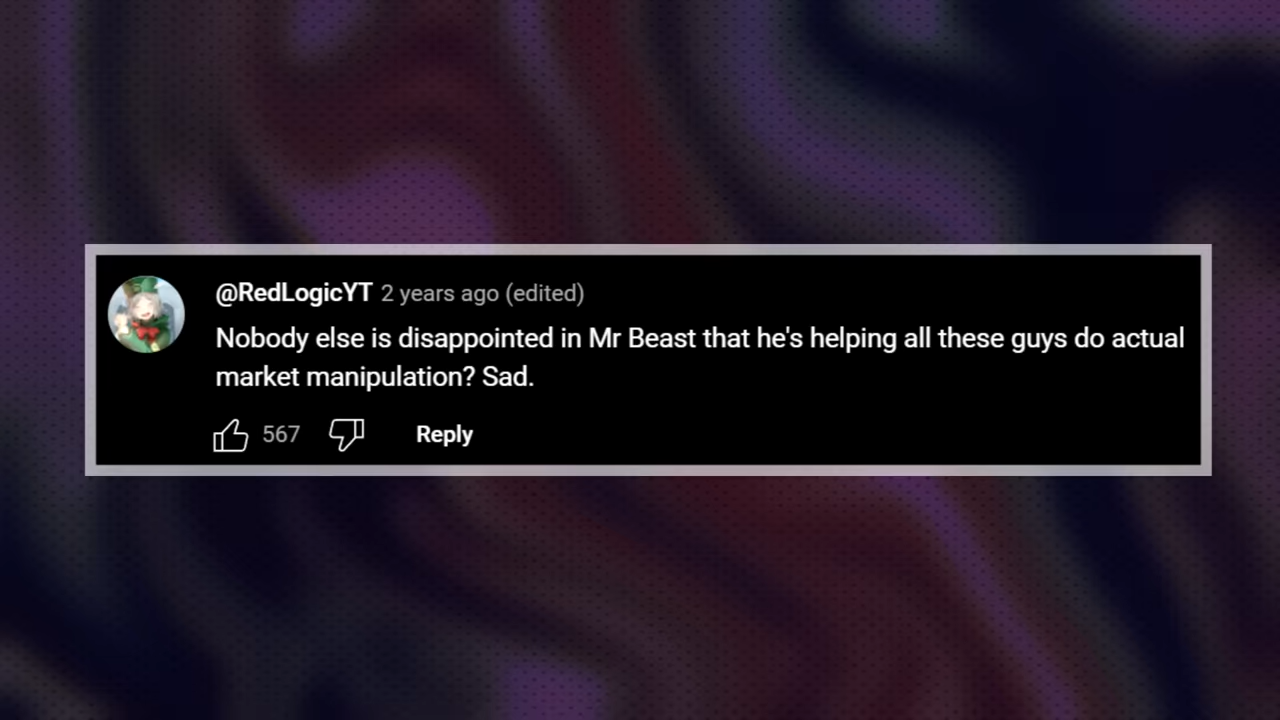 @RedLogicYT 2 years ago (edited)
Nobody else is disappointed in Mr Beast that he's helping all these guys do actual
market manipulation? Sad.
567 Reply